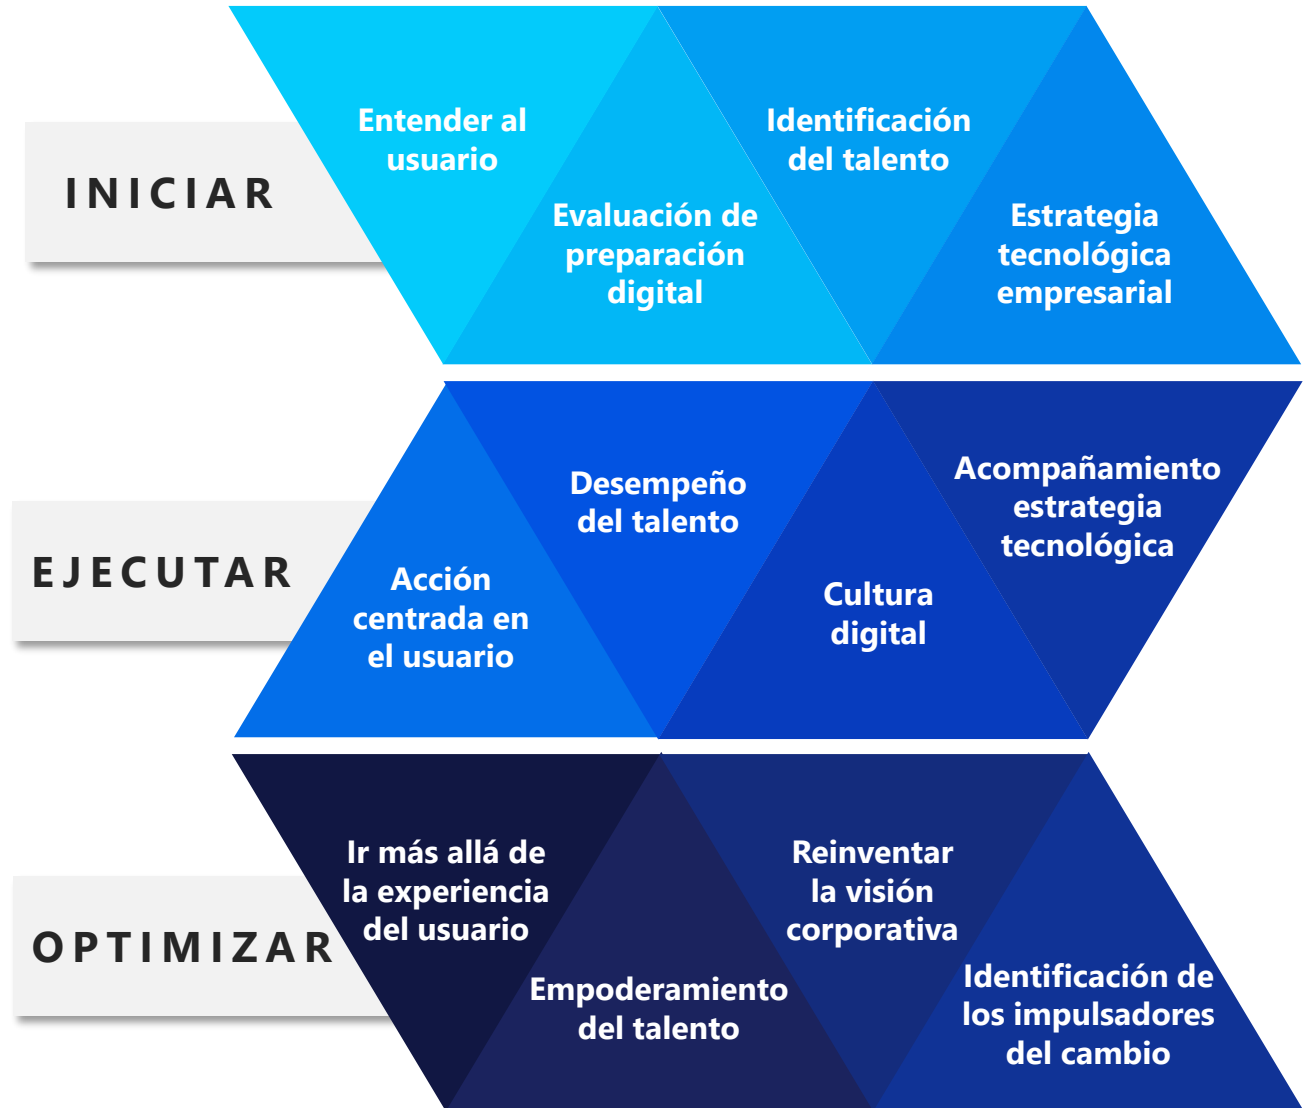 INICIAR
Entender al
usuario
Evaluación de
preparación
digital
Identificación
del talento
Estrategia
tecnológica
empresarial
EJECUTAR
Acción
centrada en
el usuario
Desempeño
del talento
Cultura
digital
Acompañamiento
estrategia
tecnológica
OPTIMIZAR
Ir más allá de
la experiencia
del usuario
Empoderamiento
del talento
Reinventar
la visión
corporativa
Identificación de
los impulsadores
del cambio